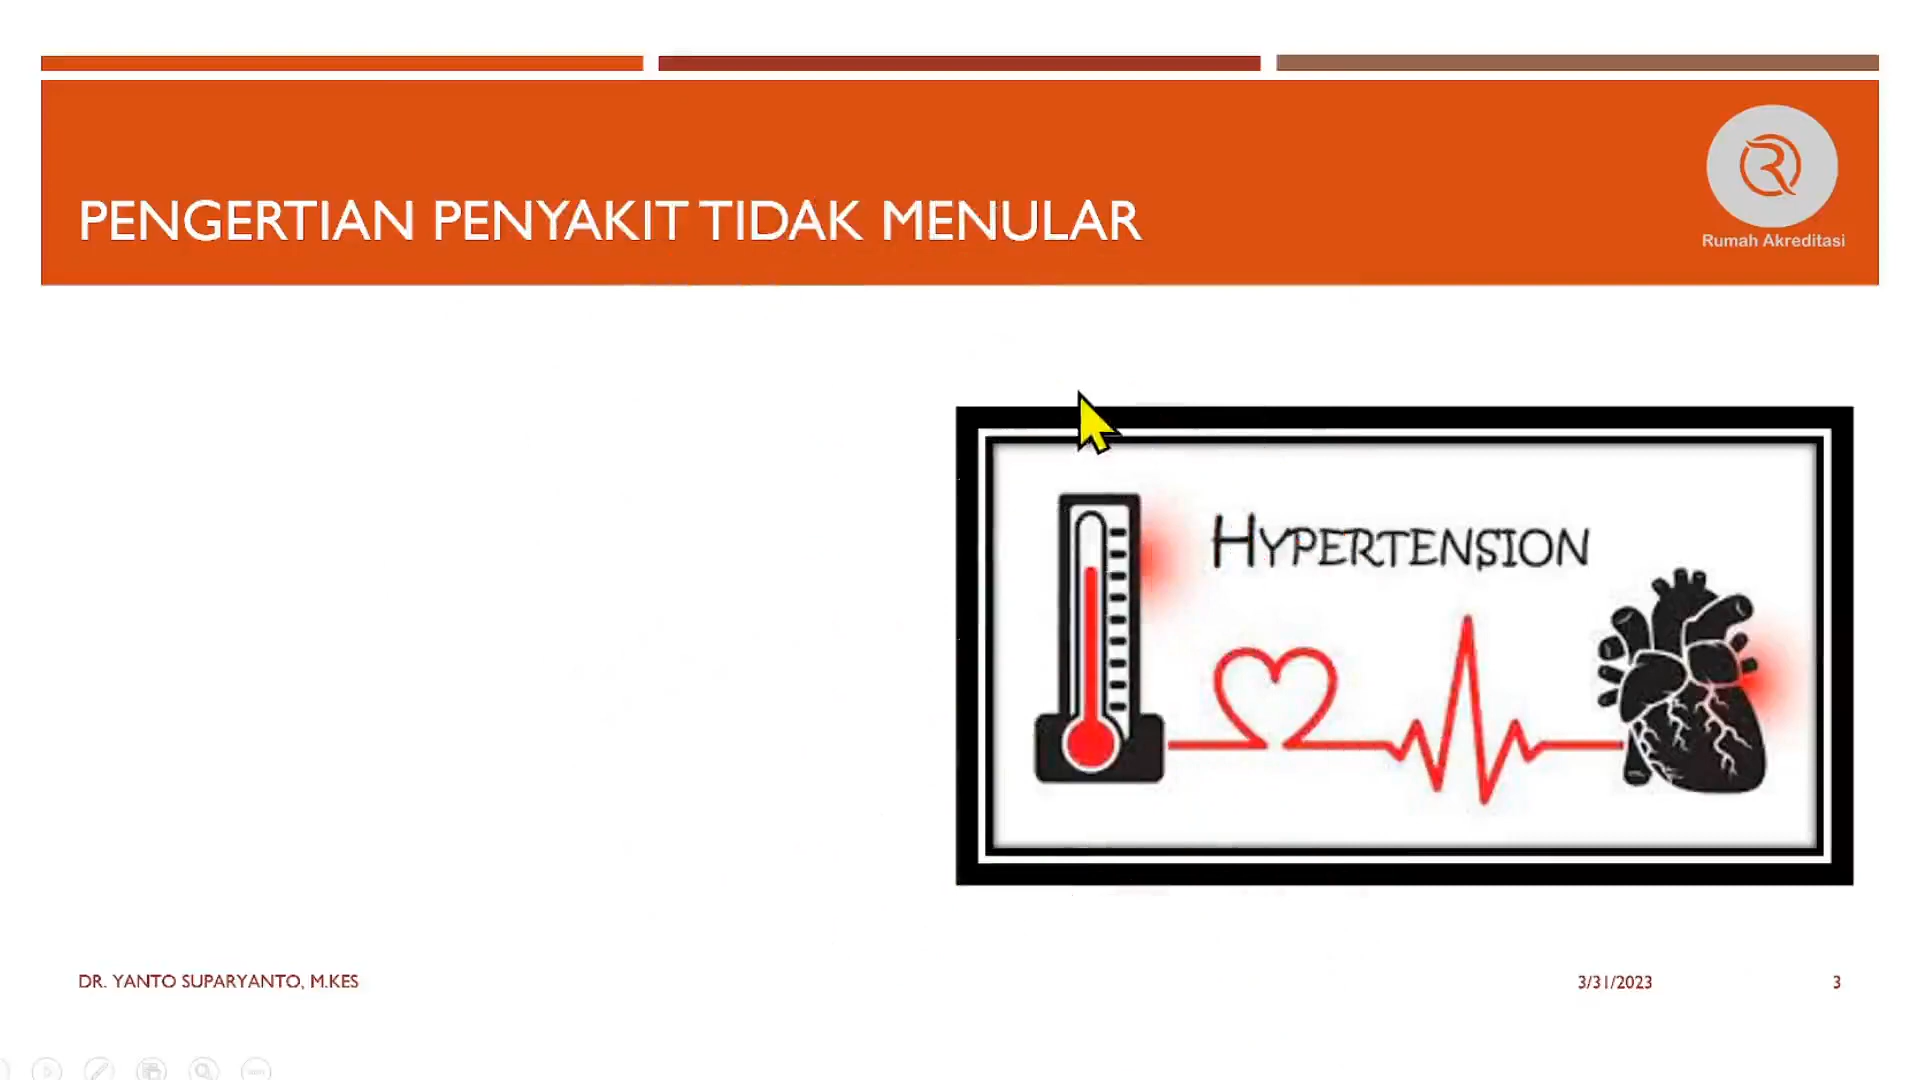 PENGERTIAN PENYAKIT TIDAK MENULAR
Rumah Akreditasi
HYPERTENSION
DR. YANTO SUPARYANTO, M.KES
3/31/2023
3